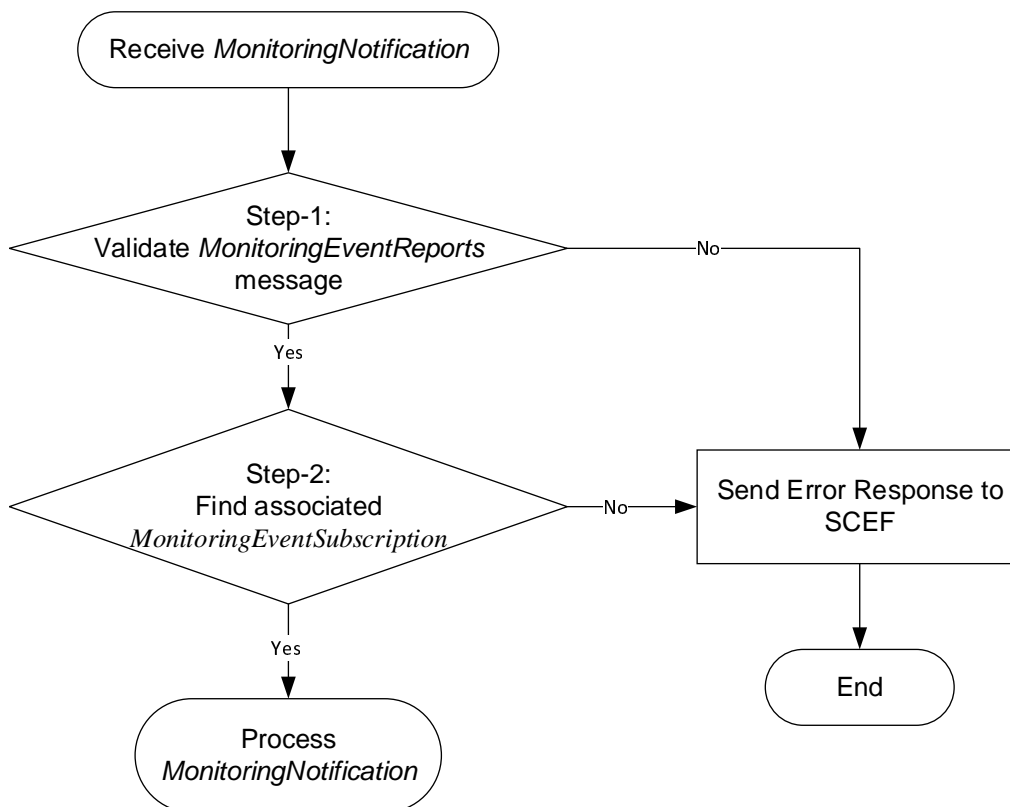 Receive MonitoringNotification
Step-1:
Validate MonitoringEventReports
message
No
Yes
Step-2:
Find associated
MonitoringEventSubscription
No
Send Error Response to
SCEF
Yes
End
Process
MonitoringNotification